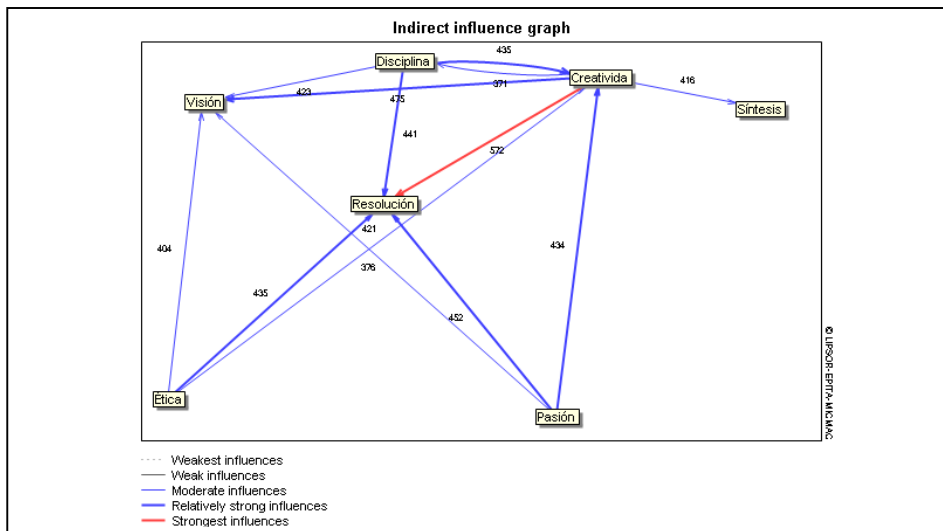 Indirect influence graph
Disciplina
435
Creativida
416
Síntesis
423
371
Visión
475
441
572
Resolución
421
434
404
376
435
452
Ética
Pasión
© LIPSOR-EPITA-MICMAC
Weakest influences
Weak influences
Moderate influences
Relatively strong influences
Strongest influences